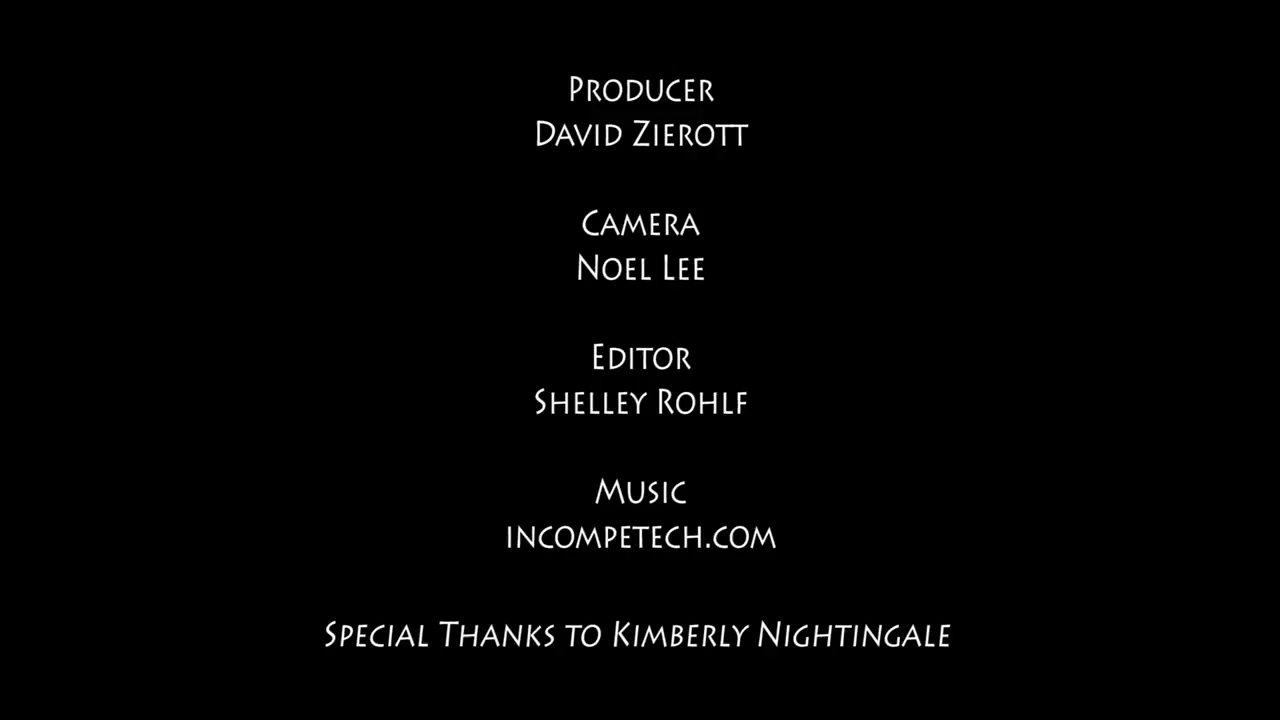 Producer
David Zierott
Camera
Noel Lee
Editor
Shelley Rohlf
Music
incompetech.com
Special Thanks to Kimberly Nightingale